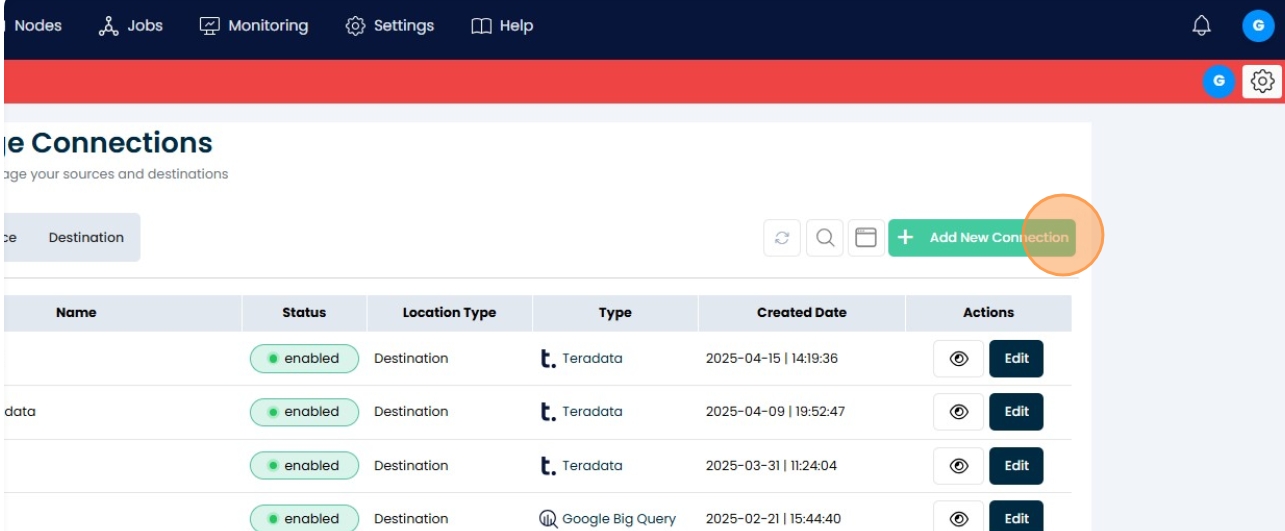 Nodes Jobs Monitoring Settings Help G
G
Connections
your sources and destinations
Destination + Add New Connection
Name Status Location Type Type Created Date Actions
enabled Destination t. Teradata 2025-04-15 | 14:19:36 Edit
data enabled Destination t. Teradata 2025-04-09 | 19:52:47 Edit
enabled Destination t. Teradata 2025-03-31 | 11:24:04 Edit
enabled Destination Google Big Query 2025-02-21 | 15:44:40 Edit